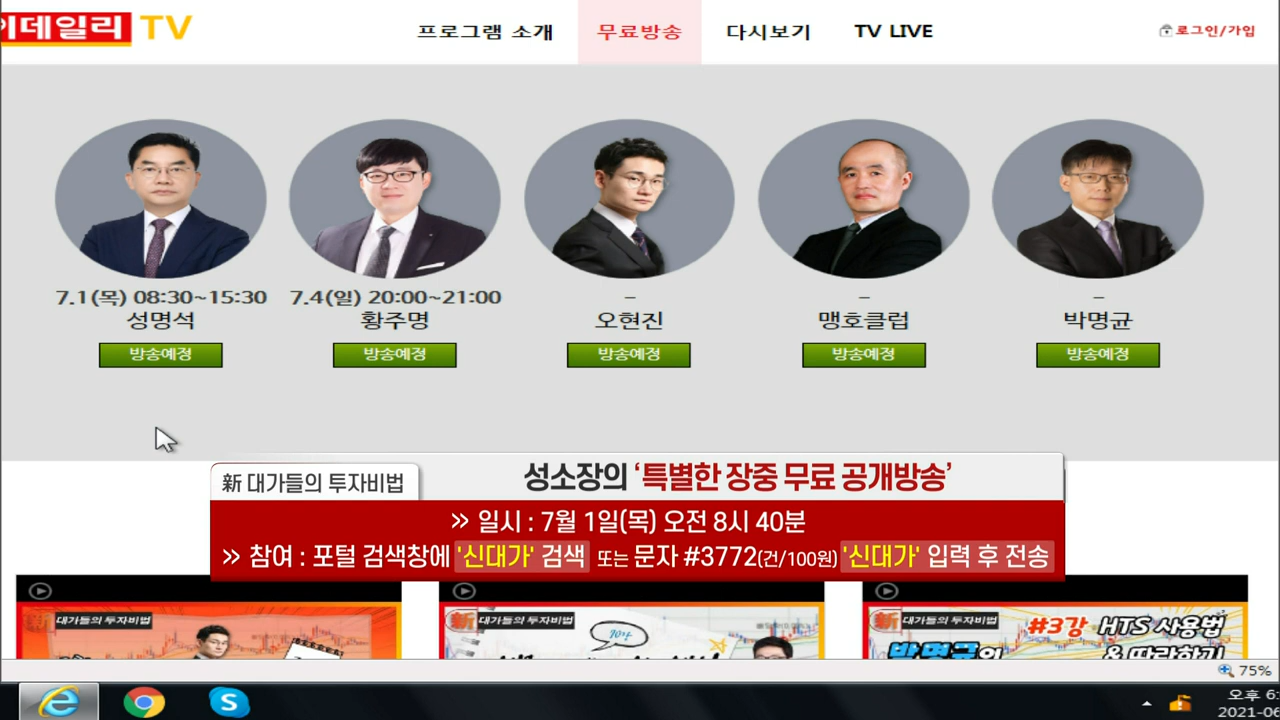 이데일리 TV
프로그램 소개 무료방송 다시보기 TV LIVE 로그인/가입
7.1(목) 08:30~15:30 7.4(일) 20:00~21:00 – – –
성명석 황주명 오현진 맹호클럽 박명균
방송예정 방송예정 방송예정 방송예정 방송예정
新 대가들의 투자비법
성소장의 '특별한 장중 무료 공개방송'
» 일시 : 7월 1일(목) 오전 8시 40분
» 참여 : 포털 검색창에 '신대가' 검색 또는 문자 #3772(건/100원) '신대가' 입력 후 전송
新 대가들의 투자비법
新 대가들의 투자비법
新 대가들의 투자비법 #3강 HTS 사용법
박명균의 & 따라하기
75%
오후 6:
2021-06